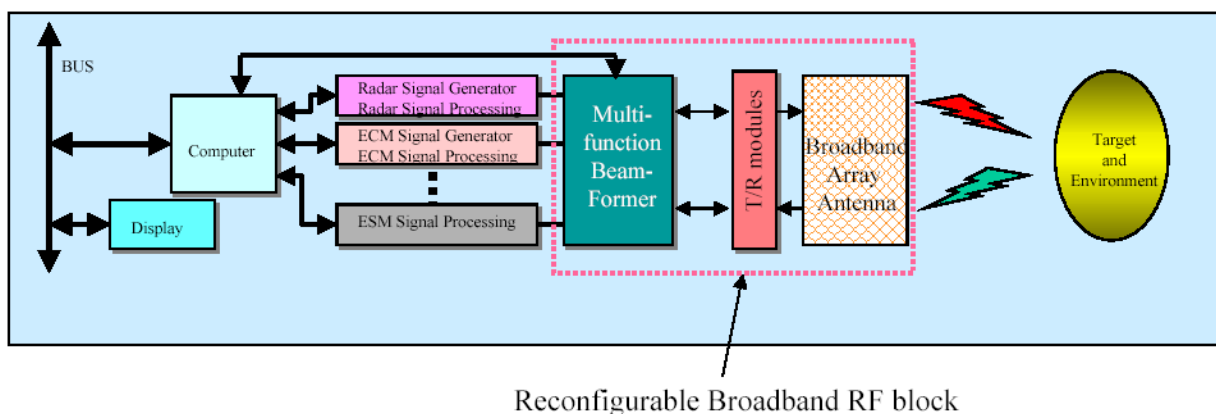 BUS
Computer
Display
Radar Signal Generator
Radar Signal Processing
ECM Signal Generator
ECM Signal Processing
ESM Signal Processing
Multi-
function
Beam-
Former
T/R modules
Broadband
Array
Antenna
Target
and
Environment
Reconfigurable Broadband RF block